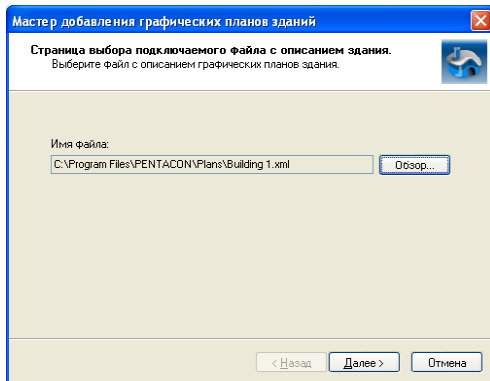 Мастер добавления графических планов зданий
Страница выбора подключаемого файла с описанием здания.
Выберите файл с описанием графических планов здания.
Имя файла:
C:\Program Files\PENTACON\Plans\Building 1.xml
Обзор...
< Назад
Далее >
Отмена